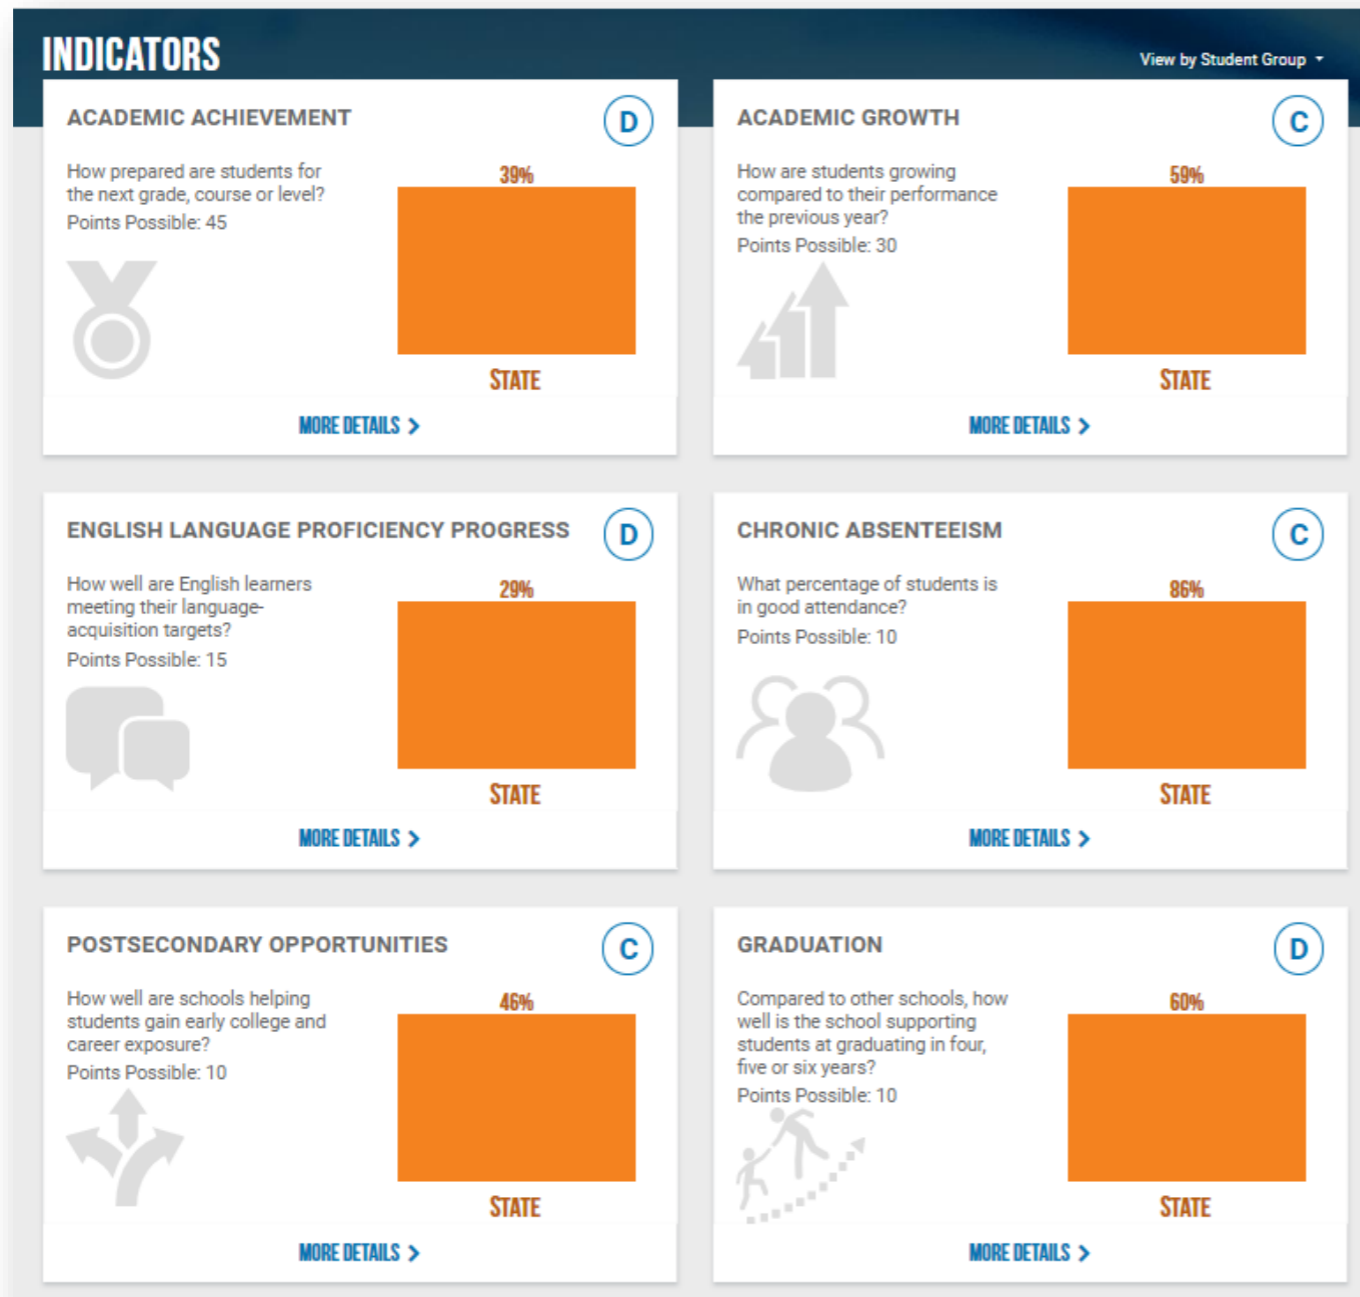 INDICATORS
View by Student Group
ACADEMIC ACHIEVEMENT
D
How prepared are students for
the next grade, course or level?
Points Possible: 45
39%
STATE
MORE DETAILS >
ACADEMIC GROWTH
C
How are students growing
compared to their performance
the previous year?
Points Possible: 30
59%
STATE
MORE DETAILS >
ENGLISH LANGUAGE PROFICIENCY PROGRESS
D
How well are English learners
meeting their language-
acquisition targets?
Points Possible: 15
29%
STATE
MORE DETAILS >
CHRONIC ABSENTEEISM
C
What percentage of students is
in good attendance?
Points Possible: 10
86%
STATE
MORE DETAILS >
POSTSECONDARY OPPORTUNITIES
C
How well are schools helping
students gain early college and
career exposure?
Points Possible: 10
46%
STATE
MORE DETAILS >
GRADUATION
D
Compared to other schools, how
well is the school supporting
students at graduating in four,
five or six years?
Points Possible: 10
60%
STATE
MORE DETAILS >